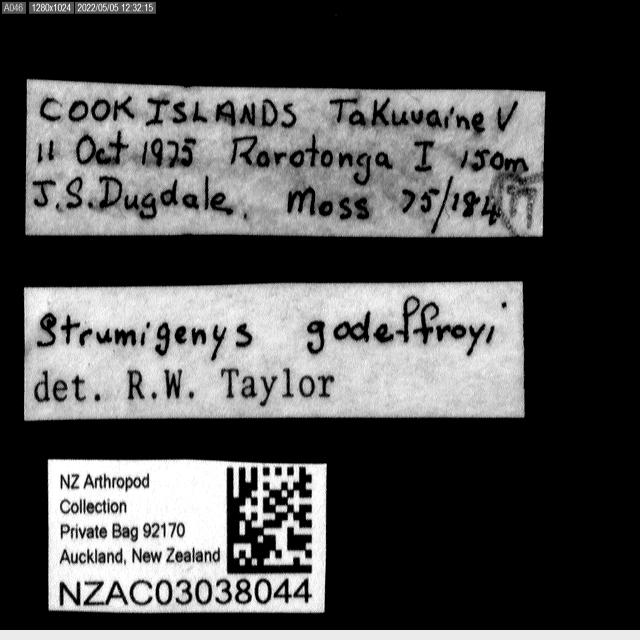 A046 1280x1024 2022/05/05 12:32:15
COOK ISLANDS Takuvaine V
11 Oct 1975 Rarotonga I 150m
J.S. Dugdale. Moss 75/184
Strumigenys godeffroyi
det. R.W. Taylor
NZ Arthropod
Collection
Private Bag 92170
Auckland, New Zealand
NZAC03038044